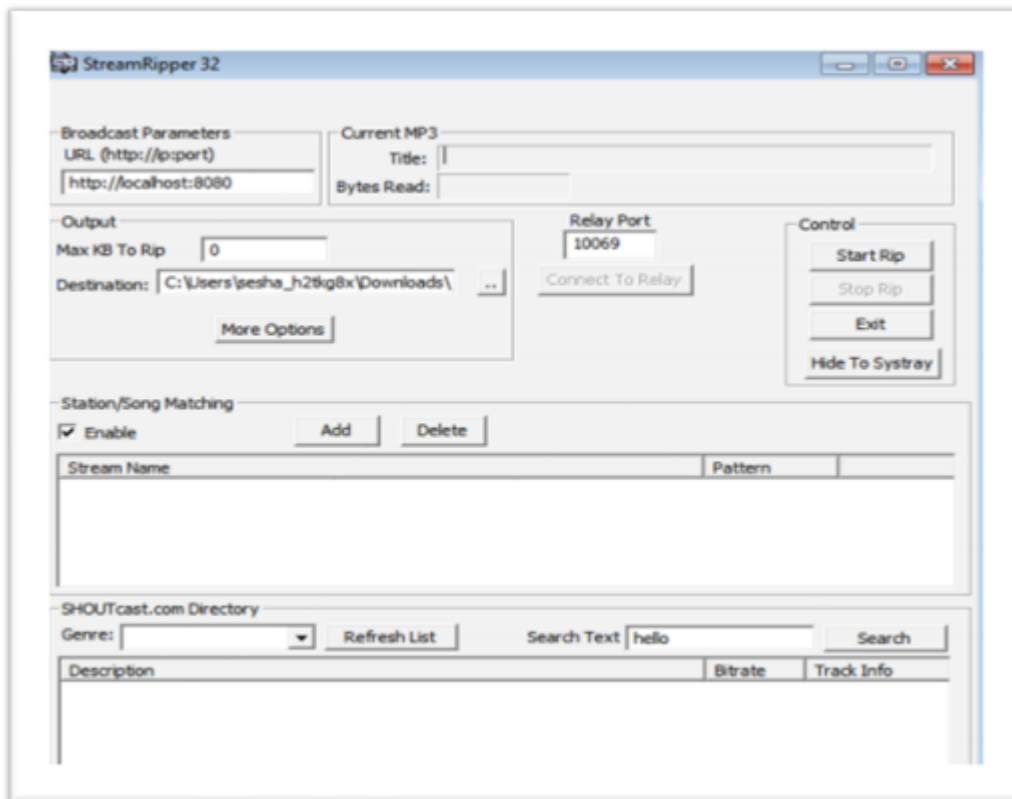 StreamRipper 32
Broadcast Parameters
URL (http://ip:port)
http://localhost:8080
Current MP3
Title:
Bytes Read:
Output
Max KB To Rip 0
Destination: C:\Users\sesha_h2tkg8x\Downloads\ ..
More Options
Relay Port
10069
Connect To Relay
Control
Start Rip
Stop Rip
Exit
Hide To Systray
Station/Song Matching
Enable Add Delete
Stream Name Pattern
SHOUTcast.com Directory
Genre: Refresh List Search Text hello Search
Description Bitrate Track Info